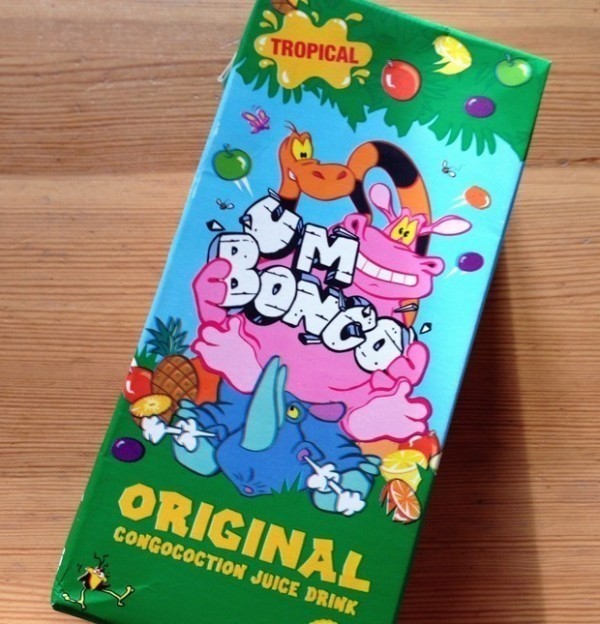 TROPICAL
UM
BONGO
ORIGINAL
CONGOCOCTION JUICE DRINK